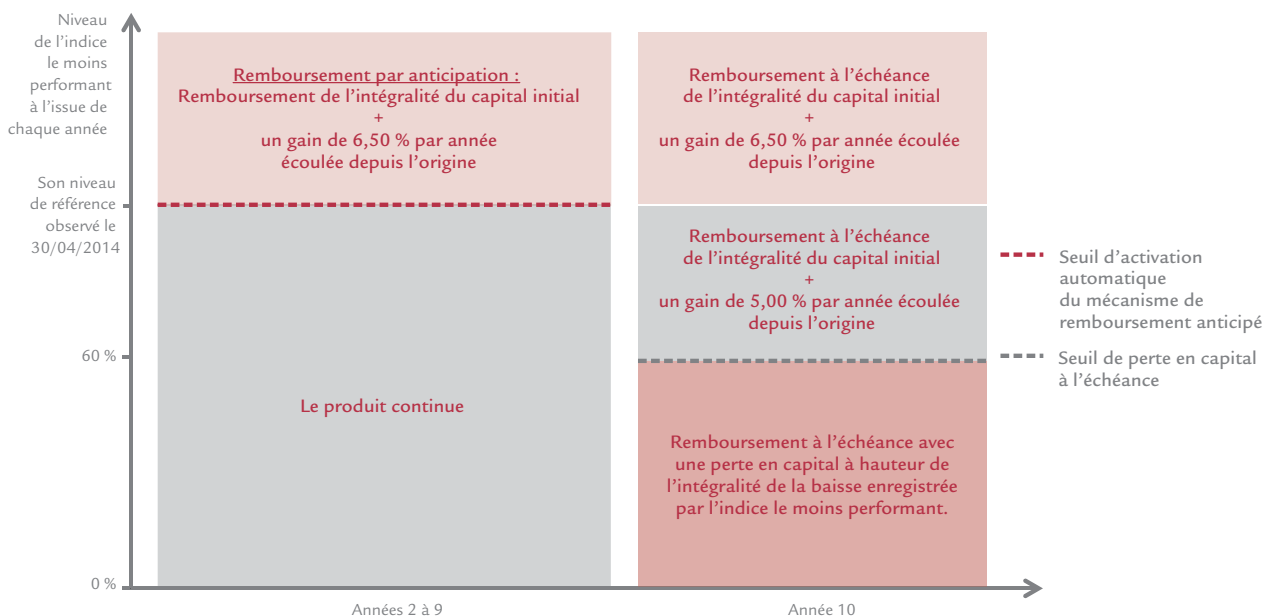 Niveau
de l'indice
le moins
performant
à l'issue de
chaque année
Remboursement par anticipation :
Remboursement de l'intégralité du capital initial
+
un gain de 6,50 % par année
écoulée depuis l'origine
Remboursement à l'échéance
de l'intégralité du capital initial
+
un gain de 6,50 % par année écoulée
depuis l'origine
Son niveau
de référence
observé le
30/04/2014
Remboursement à l'échéance
de l'intégralité du capital initial
+
un gain de 5,00 % par année écoulée
depuis l'origine
Seuil d'activation
automatique
du mécanisme de
remboursement anticipé
60 %
Seuil de perte en capital
à l'échéance
Le produit continue
Remboursement à l'échéance avec
une perte en capital à hauteur de
l'intégralité de la baisse enregistrée
par l'indice le moins performant.
0 %
Années 2 à 9
Année 10